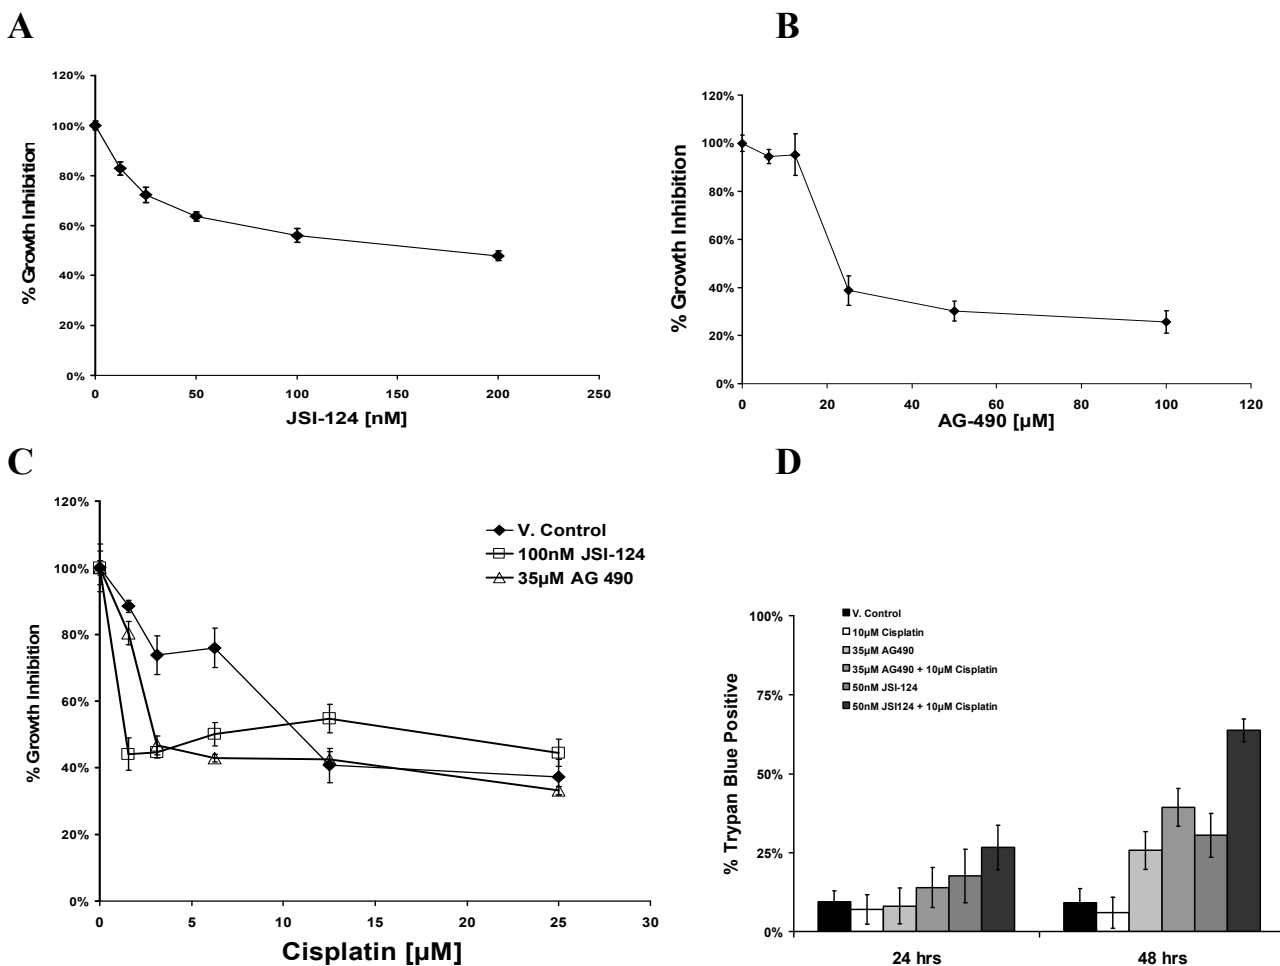 A
B
120%
100%
80%
60%
40%
20%
0%
% Growth Inhibition
0
50
100
150
200
250
JSI-124 [nM]
120%
100%
80%
60%
40%
20%
0%
% Growth Inhibition
0
20
40
60
80
100
120
AG-490 [µM]
C
D
120%
100%
80%
60%
40%
20%
0%
% Growth Inhibition
V. Control
100nM JSI-124
35µM AG 490
0
5
10
15
20
25
30
Cisplatin [µM]
100%
75%
50%
25%
0%
% Trypan Blue Positive
V. Control
10µM Cisplatin
35µM AG490
35µM AG490 + 10µM Cisplatin
50nM JSI-124
50nM JSI124 + 10µM Cisplatin
24 hrs
48 hrs